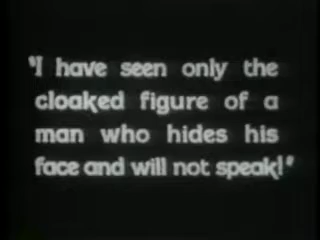 "I have seen only the
cloaked figure of a
man who hides his
face and will not speak!"